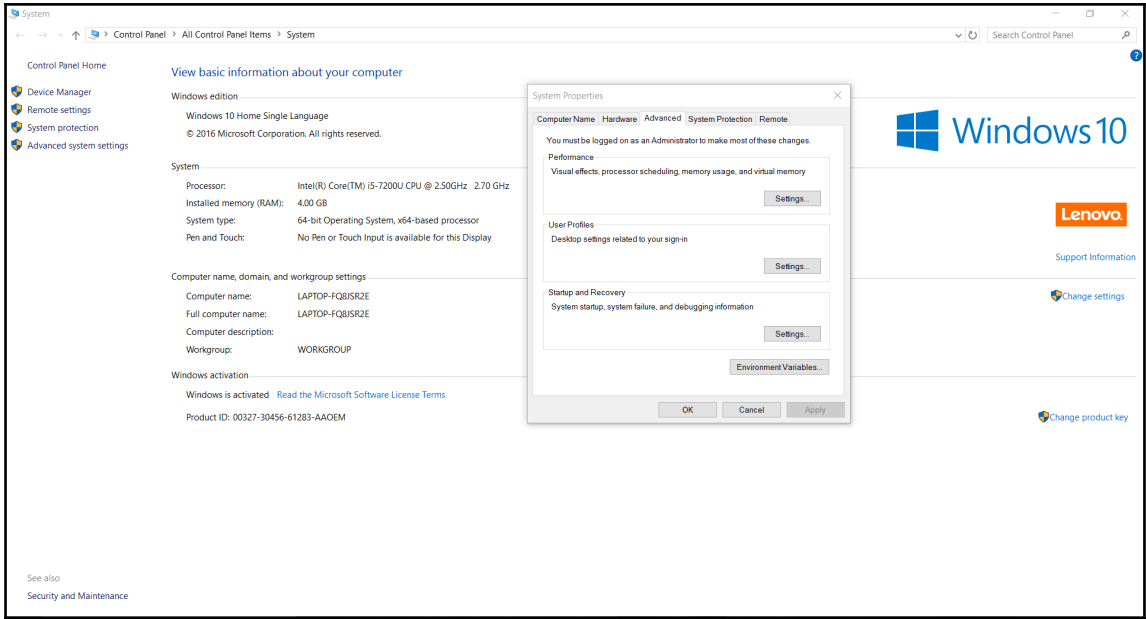 System
Control Panel > All Control Panel Items > System
Search Control Panel
Control Panel Home
Device Manager
Remote settings
System protection
Advanced system settings
See also
Security and Maintenance
View basic information about your computer
Windows edition
Windows 10 Home Single Language
© 2016 Microsoft Corporation. All rights reserved.
System
Processor: Intel(R) Core(TM) i5-7200U CPU @ 2.50GHz 2.70 GHz
Installed memory (RAM): 4.00 GB
System type: 64-bit Operating System, x64-based processor
Pen and Touch: No Pen or Touch Input is available for this Display
Computer name, domain, and workgroup settings
Computer name: LAPTOP-FQ8JSR2E
Full computer name: LAPTOP-FQ8JSR2E
Computer description:
Workgroup: WORKGROUP
Windows activation
Windows is activated Read the Microsoft Software License Terms
Product ID: 00327-30456-61283-AAOEM
System Properties
Computer Name Hardware Advanced System Protection Remote
You must be logged on as an Administrator to make most of these changes.
Performance
Visual effects, processor scheduling, memory usage, and virtual memory
Settings...
User Profiles
Desktop settings related to your sign-in
Settings...
Startup and Recovery
System startup, system failure, and debugging information
Settings...
Environment Variables...
OK Cancel Apply
?
Windows 10
Lenovo
Support Information
Change settings
Change product key